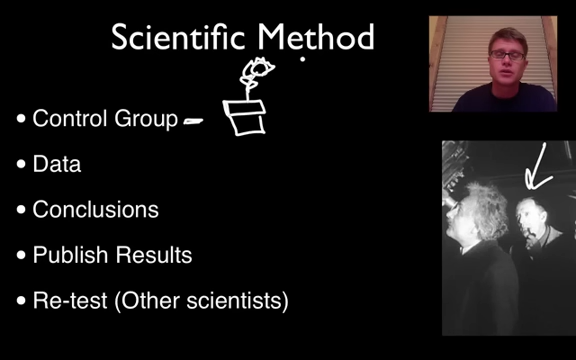 Scientific Method
• Control Group -
• Data
• Conclusions
• Publish Results
• Re-test (Other scientists)